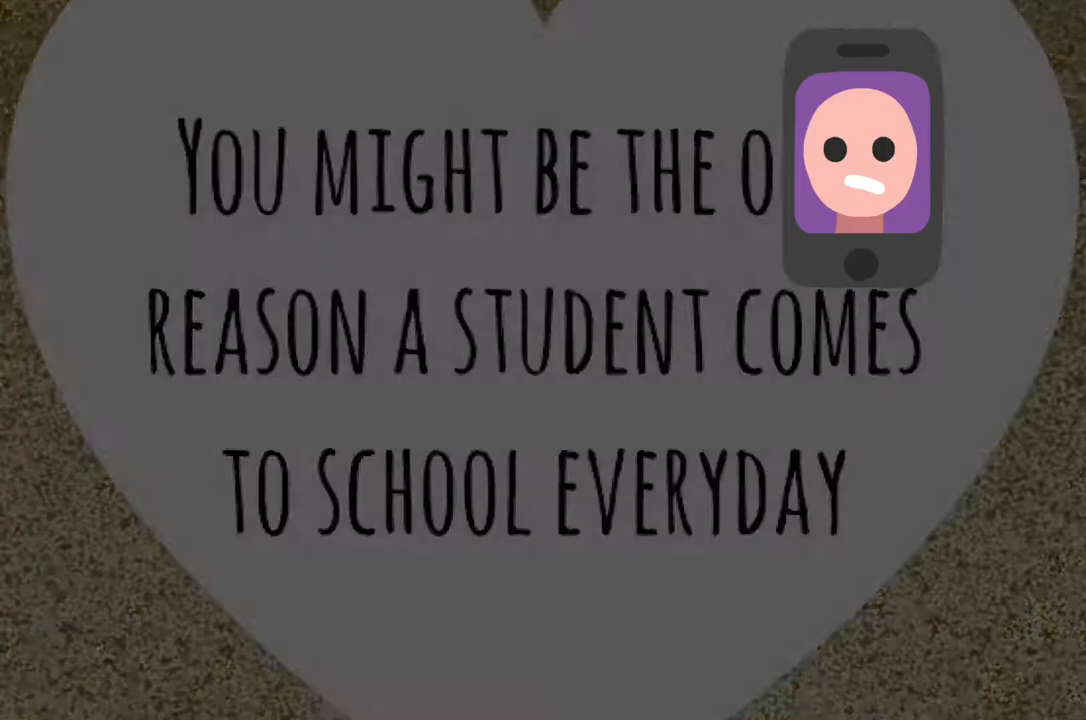 You might be the
reason a student comes
to school everyday